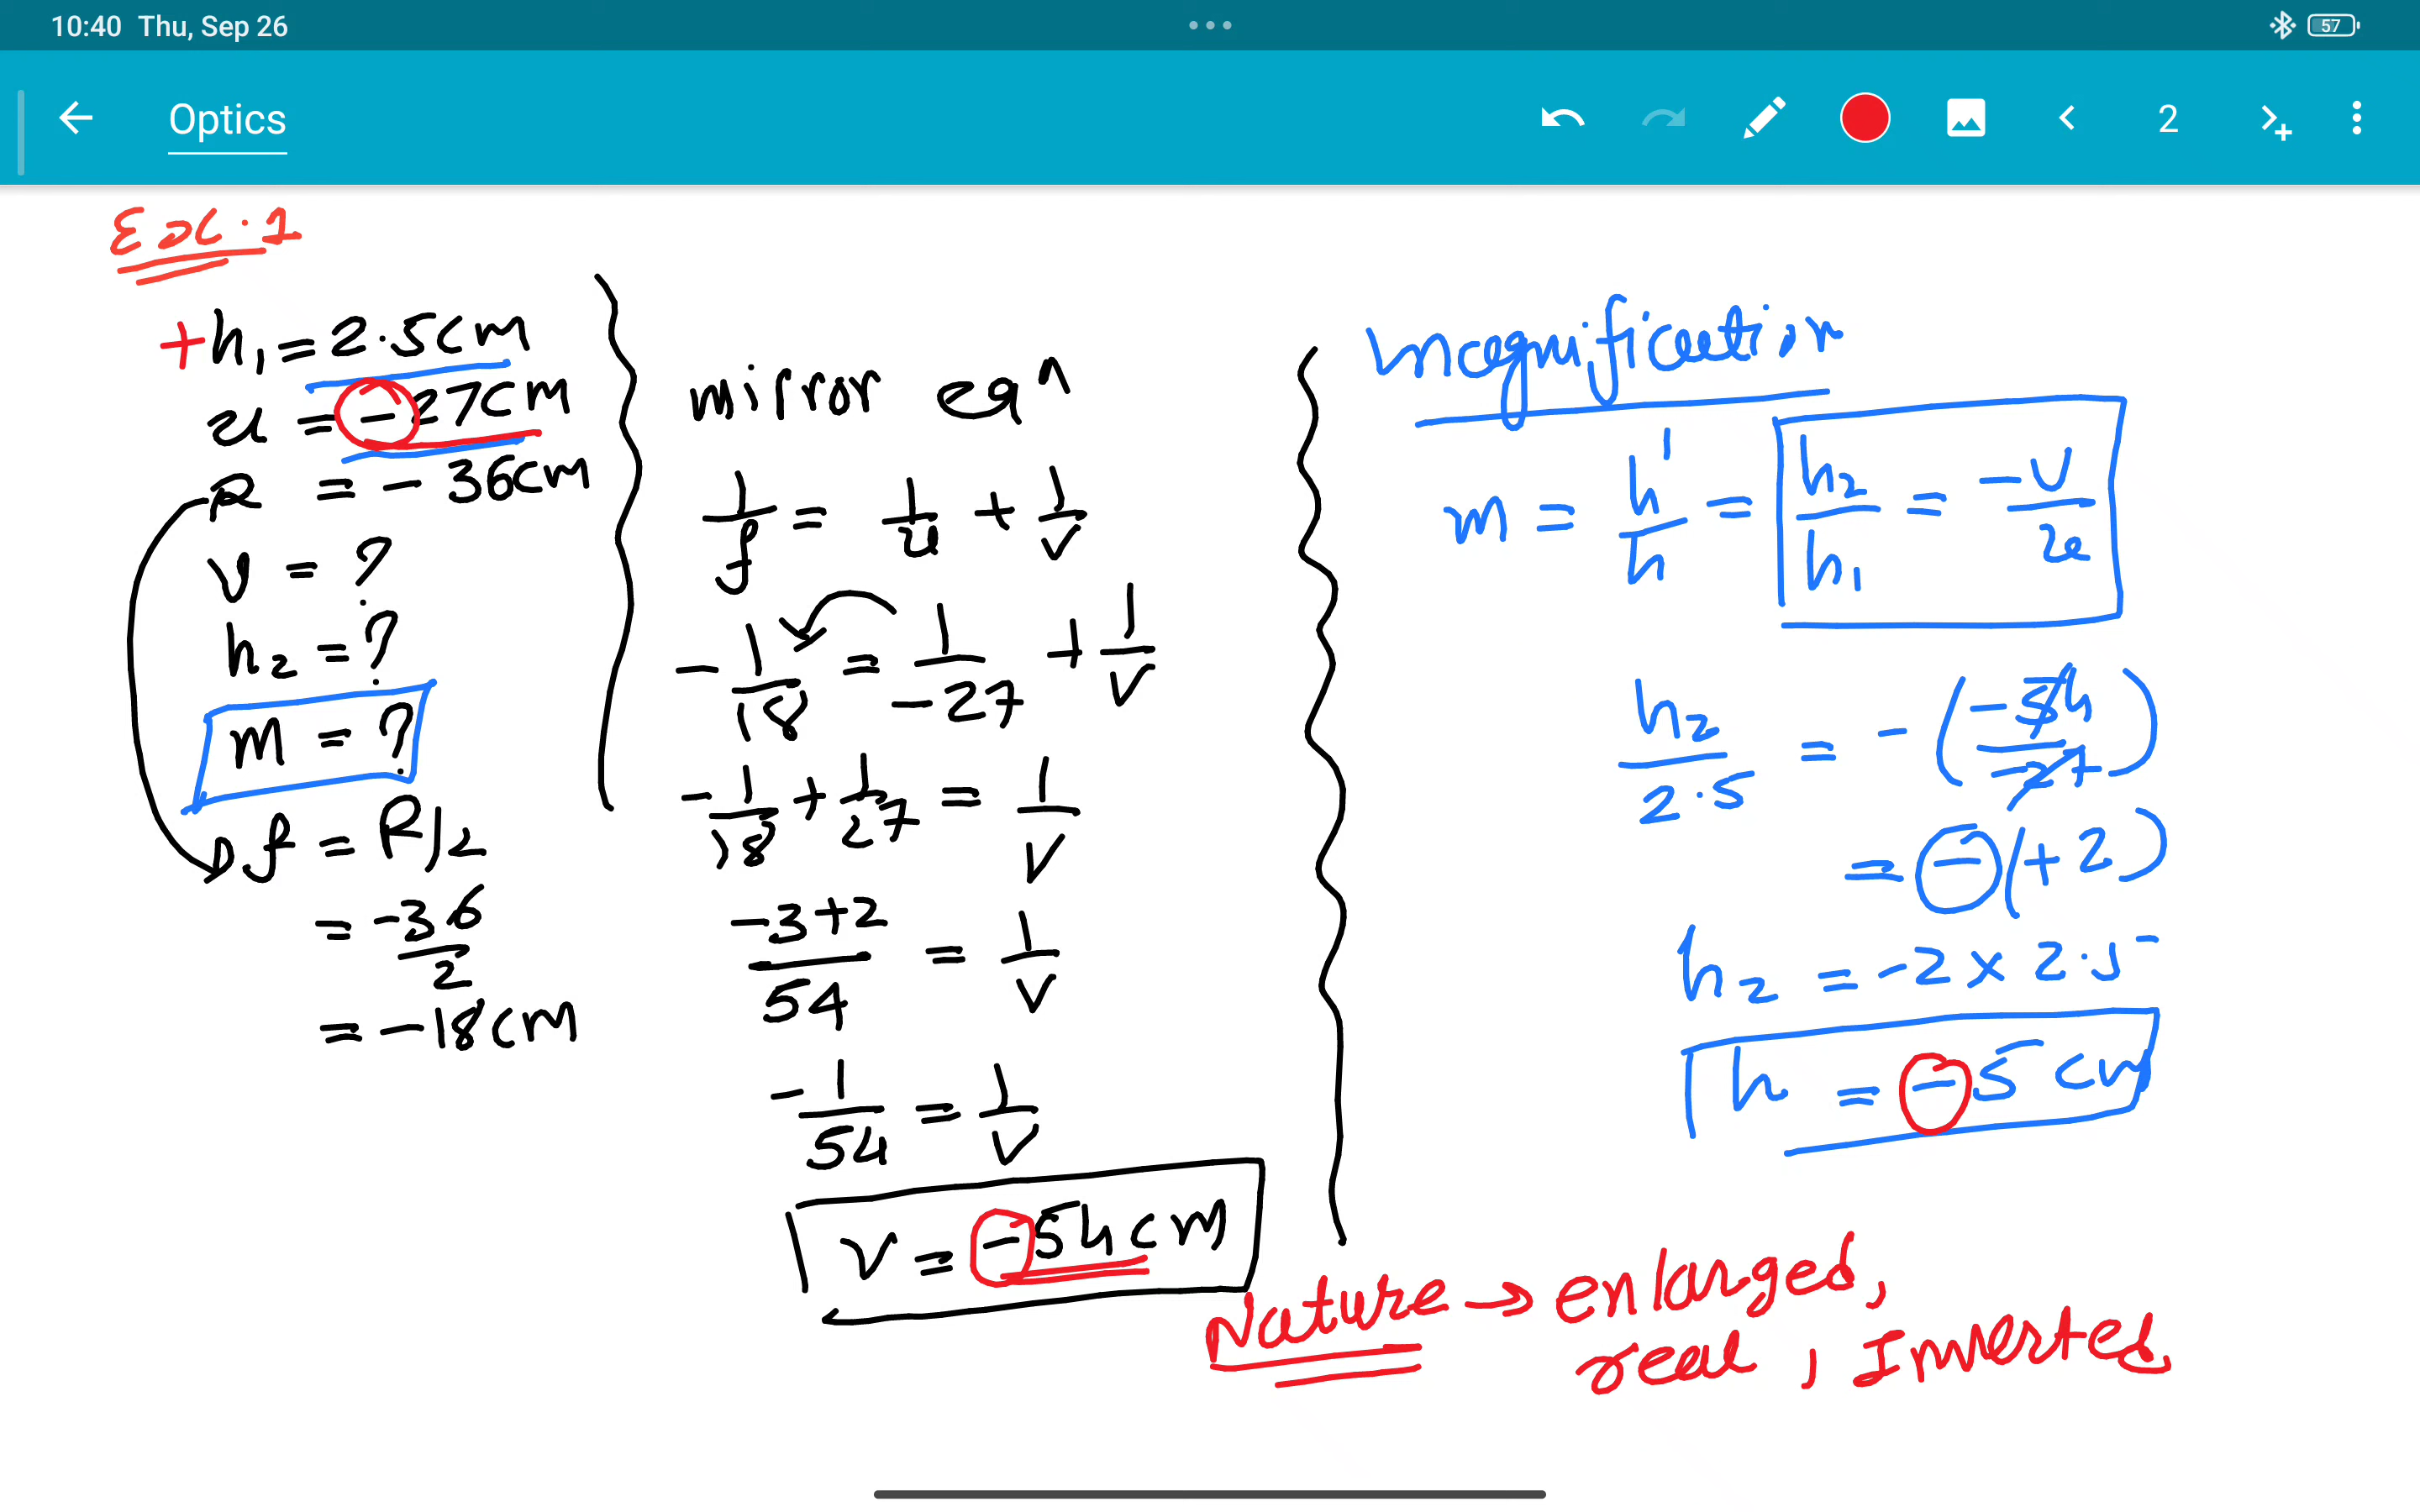 10:40 Thu, Sep 26
57
Optics
2
Ex.1
+h₁ = 2.5cm
u = -27cm
R = - 36cm
v = ?
h₂ = ?
m = ?
f = R/2
= -36/2
= -18cm
mirror eqⁿ
1/f = 1/u + 1/v
-1/18 = 1/-27 + 1/v
-1/18 + 1/27 = 1/v
-3+2/54 = 1/v
-1/54 = 1/v
v = -54cm
magnification
m = h'/h = h₂/h₁ = -v/u
h₂/2.5 = -(-54/-27)
= -(+2)
h₂ = -2 × 2.5
h = -5cm
Nature → enlarged,
real, Inverted